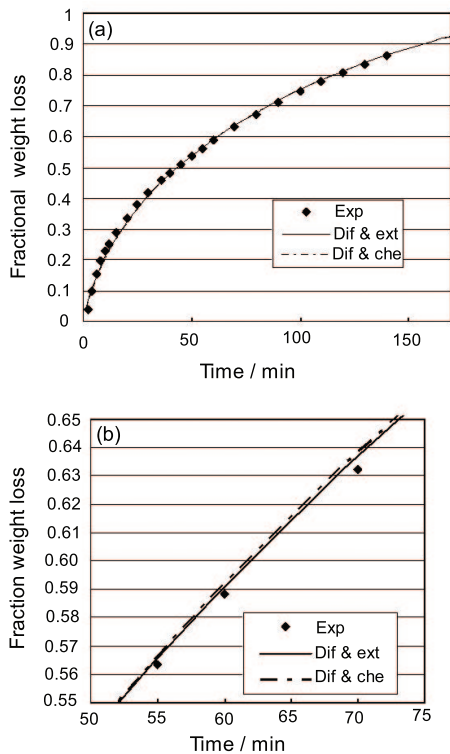 (a)
1
0.9
0.8
0.7
0.6
0.5
0.4
0.3
0.2
0.1
0
Fractional weight loss
Exp
Dif & ext
Dif & che
0 50 100 150
Time / min
(b)
0.65
0.64
0.63
0.61
0.60
0.59
0.58
0.57
0.56
0.55
Fraction weight loss
Exp
Dif & ext
Dif & che
50 55 60 65 70 75
Time / min